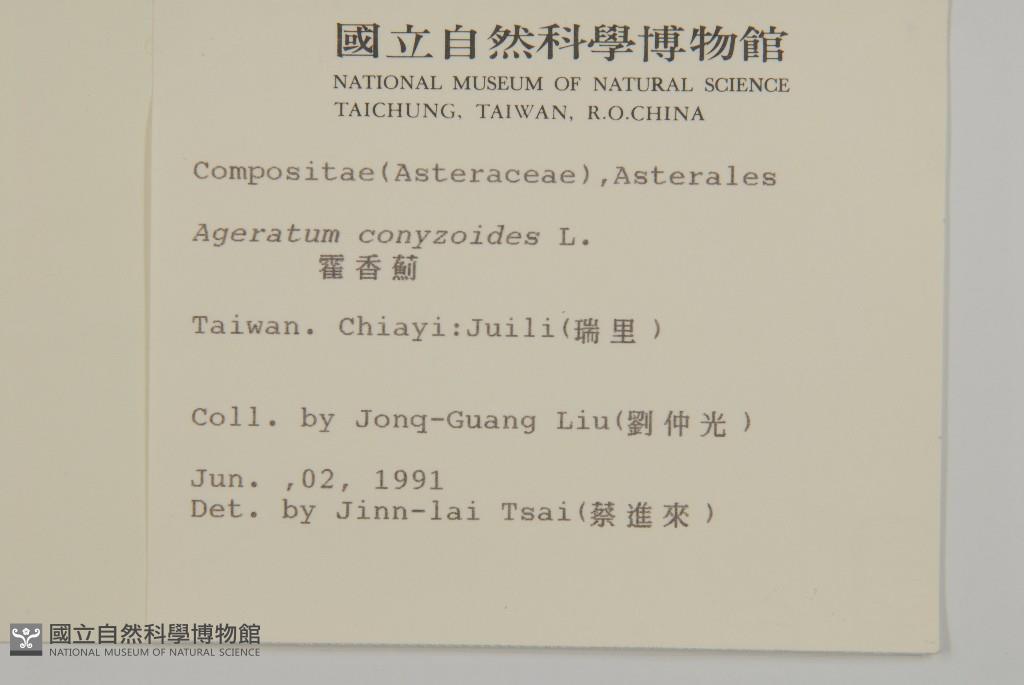 國立自然科學博物館
NATIONAL MUSEUM OF NATURAL SCIENCE
TAICHUNG, TAIWAN, R.O.CHINA
Compositae(Asteraceae),Asterales
Ageratum conyzoides L.
霍香薊
Taiwan. Chiayi:Juili(瑞里)
Coll. by Jonq-Guang Liu(劉仲光)
Jun. ,02, 1991
Det. by Jinn-lai Tsai(蔡進來)
國立自然科學博物館
NATIONAL MUSEUM OF NATURAL SCIENCE